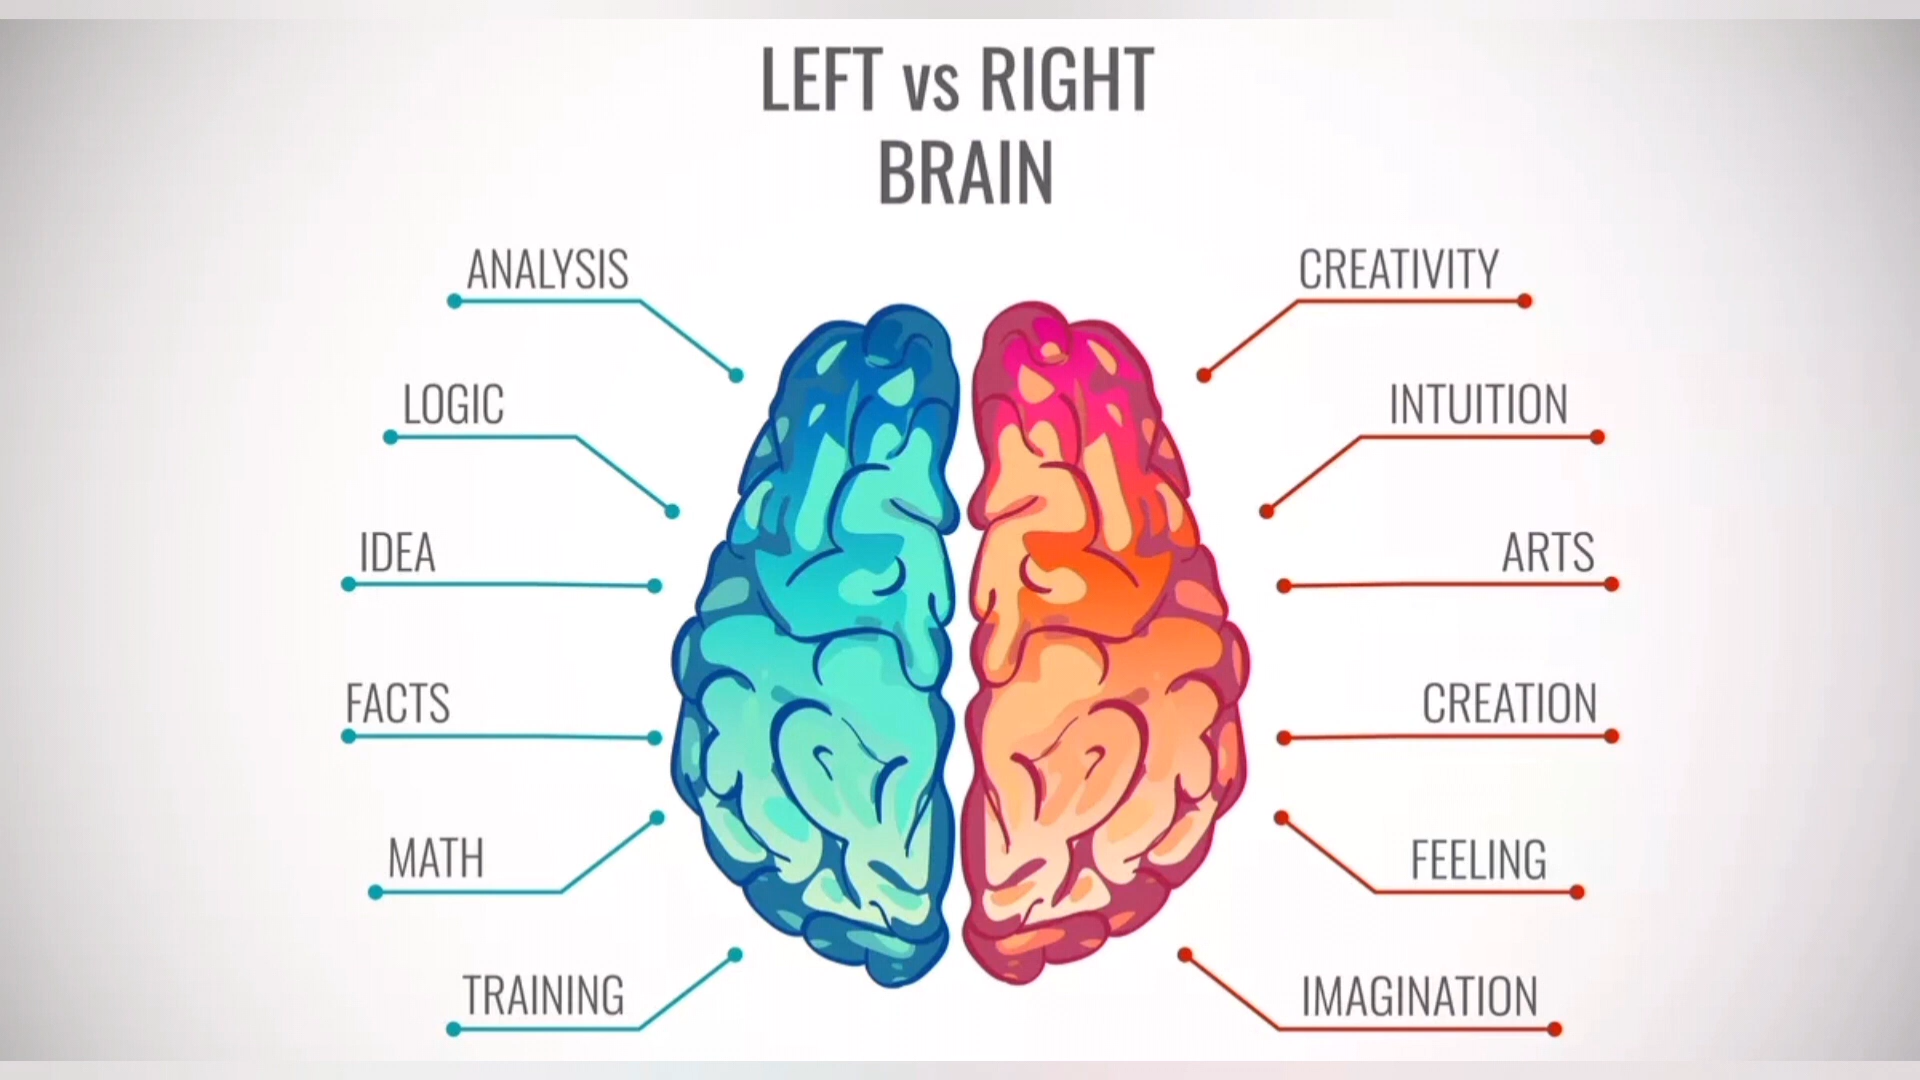 LEFT vs RIGHT
BRAIN
ANALYSIS
LOGIC
IDEA
FACTS
MATH
TRAINING
CREATIVITY
INTUITION
ARTS
CREATION
FEELING
IMAGINATION